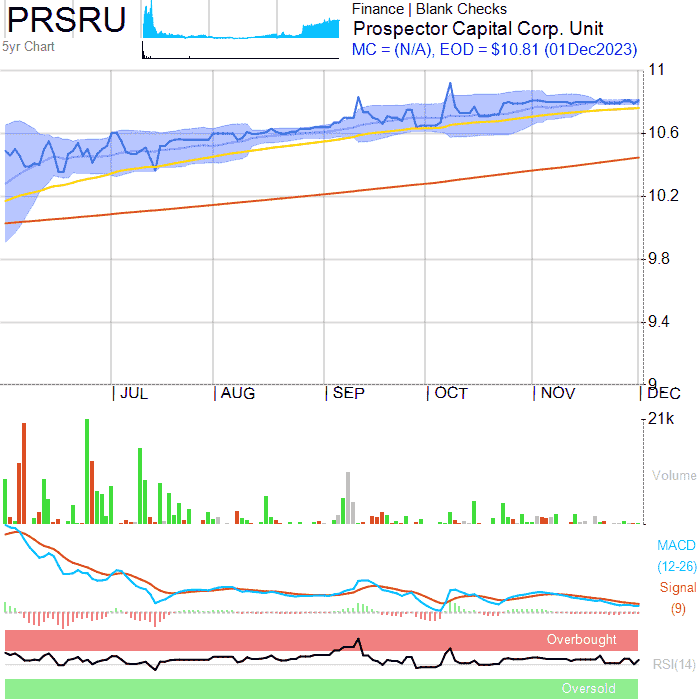 PRSRU
5yr Chart
Finance | Blank Checks
Prospector Capital Corp. Unit
MC = (N/A), EOD = $10.81 (01Dec2023)
11
10.6
10.2
9.8
9.4
9
JUL AUG SEP OCT NOV DEC
21k
Volume
MACD
(12-26)
Signal
(9)
Overbought
RSI(14)
Oversold